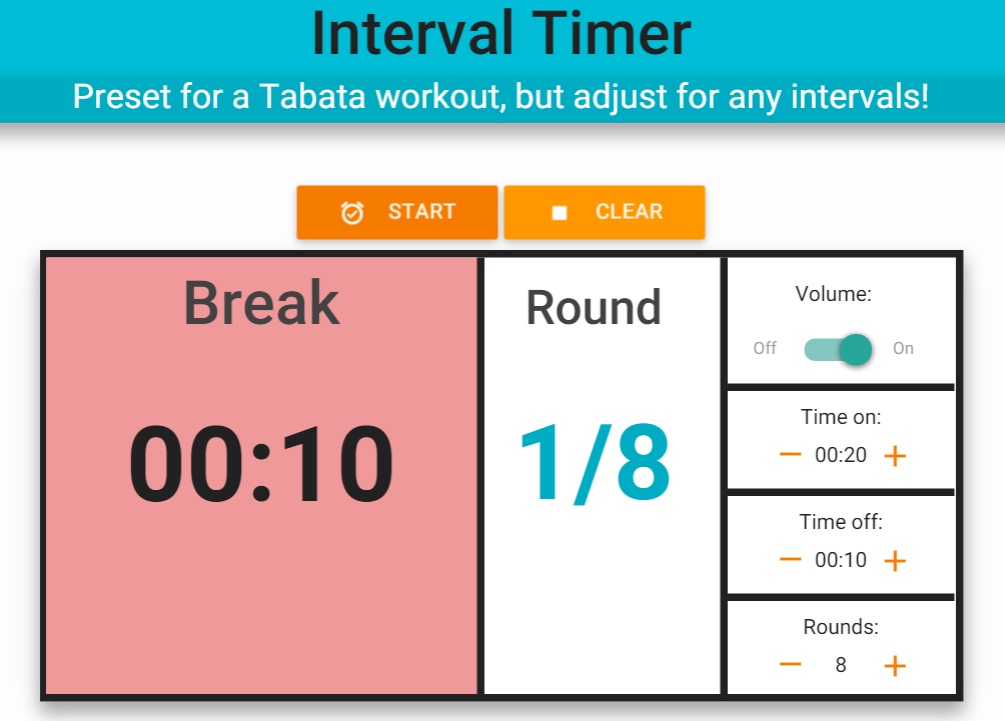 Interval Timer
Preset for a Tabata workout, but adjust for any intervals!
START
CLEAR
Break
00:10
Round
1/8
Volume:
Off On
Time on:
— 00:20 +
Time off:
— 00:10 +
Rounds:
— 8 +